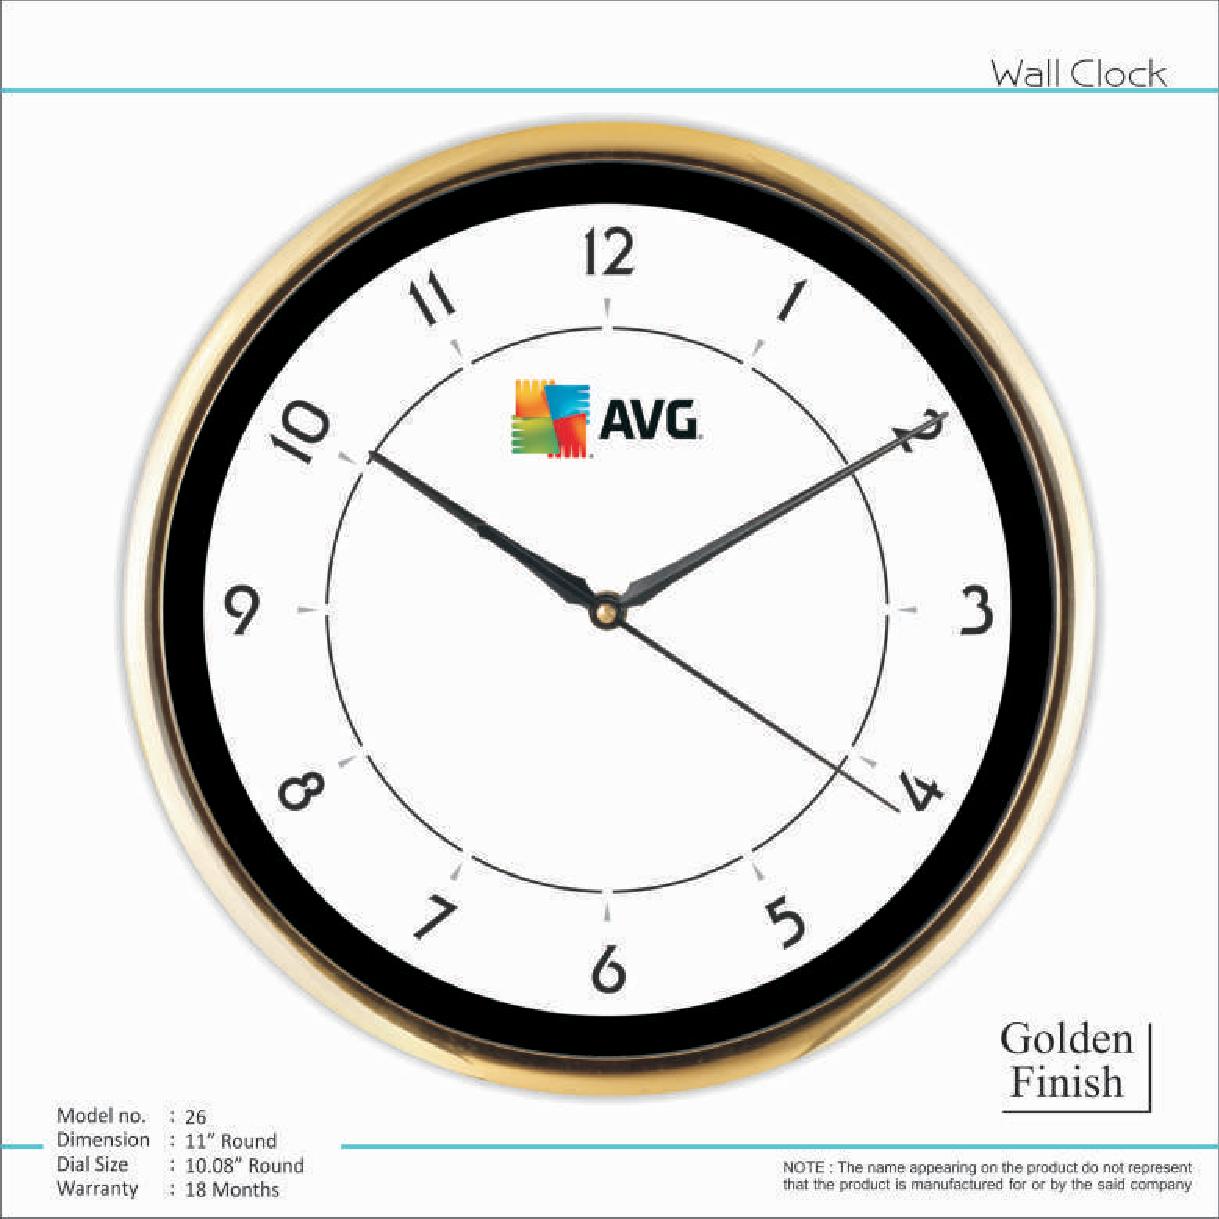 Wall Clock
12
11
1
10
2
AVG
9
3
8
4
7
5
6
Golden
Finish
Model no. : 26
Dimension : 11” Round
Dial Size : 10.08” Round
Warranty : 18 Months
NOTE : The name appearing on the product do not represent
that the product is manufactured for or by the said company